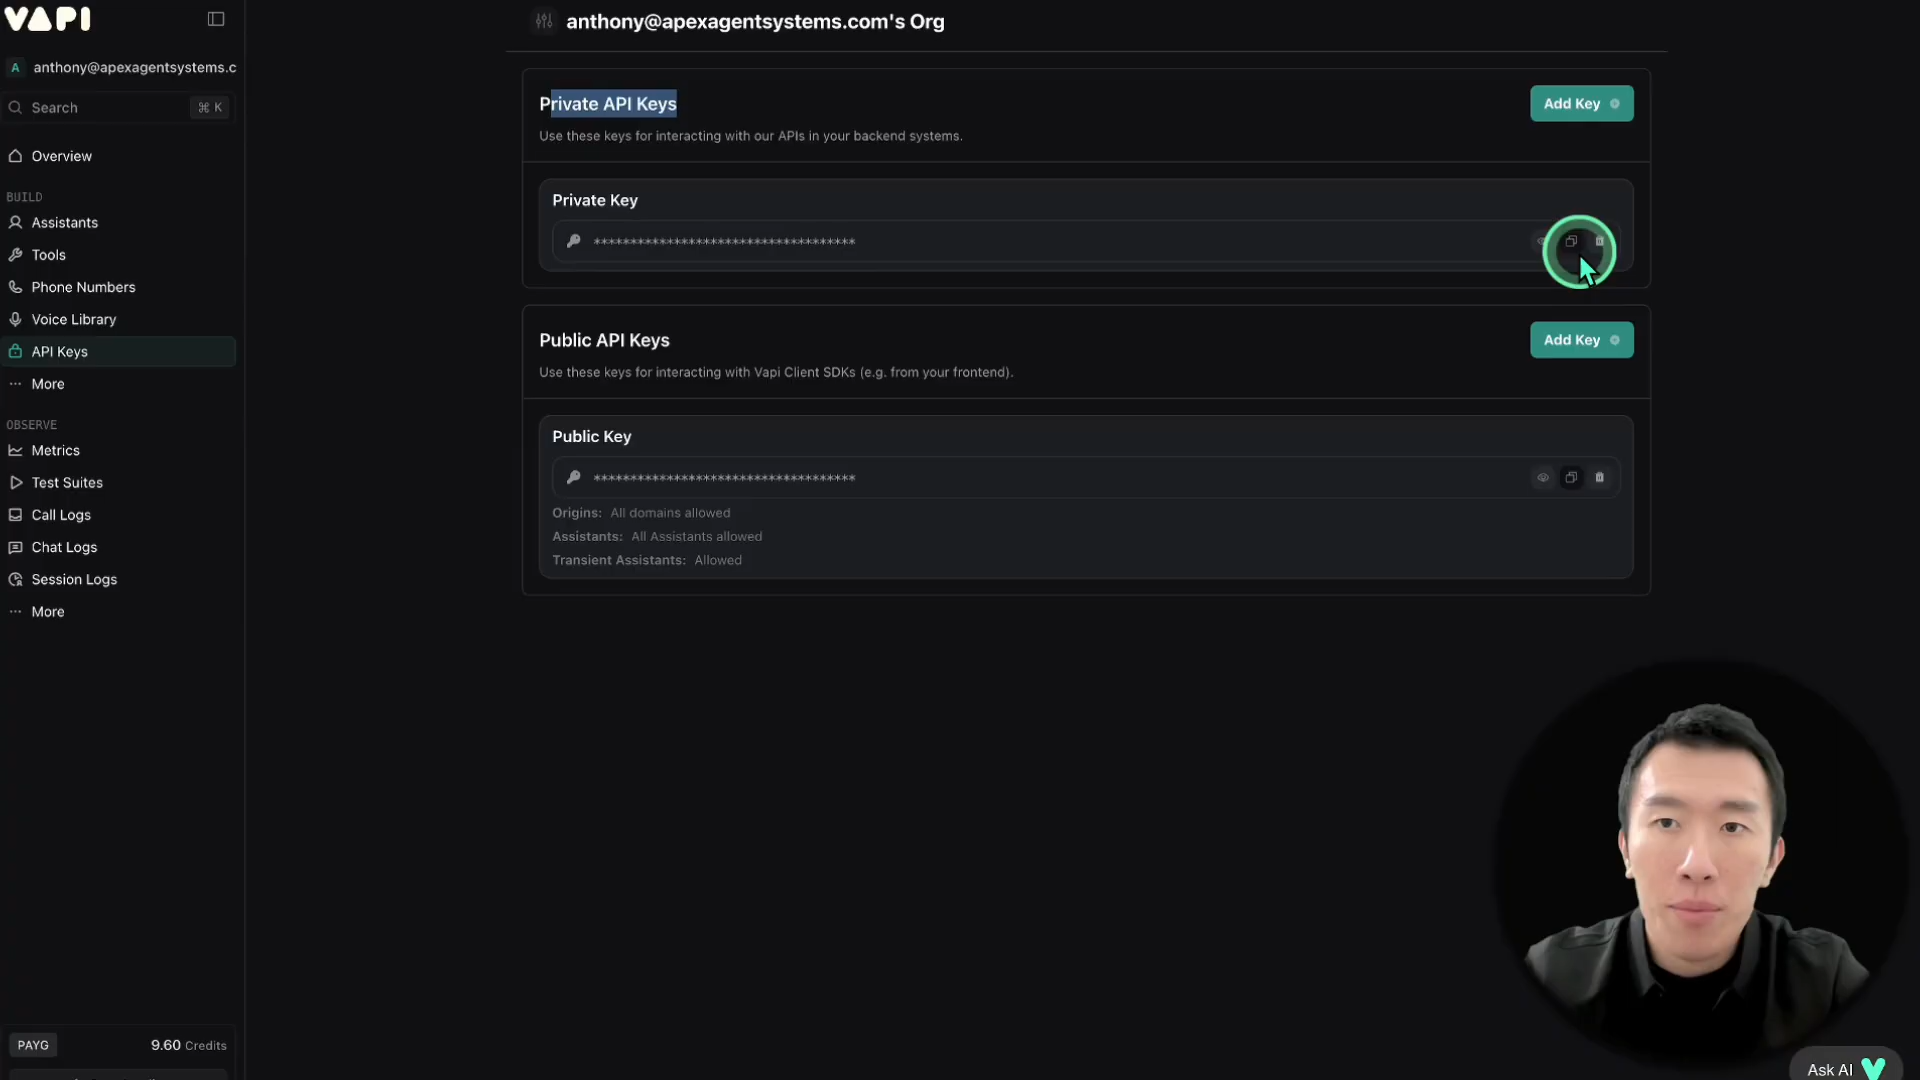 VAPI
A anthony@apexagentsystems.c
Search ⌘ K
Overview
BUILD
Assistants
Tools
Phone Numbers
Voice Library
API Keys
More
OBSERVE
Metrics
Test Suites
Call Logs
Chat Logs
Session Logs
More
PAYG 9.60 Credits
anthony@apexagentsystems.com's Org
Private API Keys
Add Key
Use these keys for interacting with our APIs in your backend systems.
Private Key
************************************
Public API Keys
Add Key
Use these keys for interacting with Vapi Client SDKs (e.g. from your frontend).
Public Key
************************************
Origins: All domains allowed
Assistants: All Assistants allowed
Transient Assistants: Allowed
Ask AI